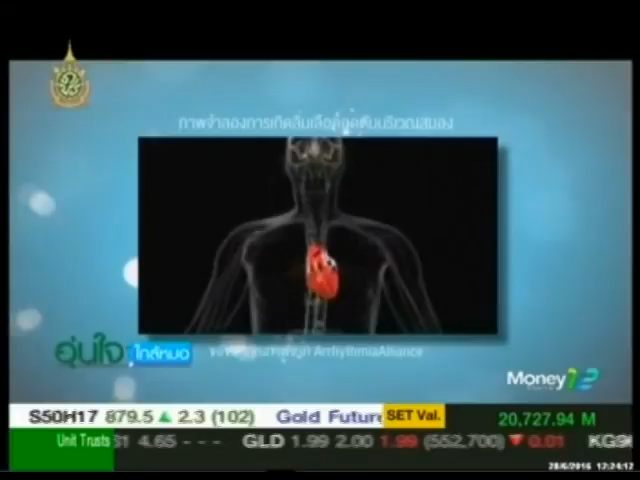 ภาพจำลองการเกิดลิ่มเลือดอุดตันบริเวณสมอง
อุ่นใจ ใกล้หมอ
ArrhythmiaAlliance
Money 12
S50H17 879.5 ▲ 2.3 (102) Gold Future SET Val. 20,727.94 M
Unit Trusts 4.65 - - - GLD 1.99 2.00 1.99 (552,700) ▼ 0.01
28/6/2016 12:24:12